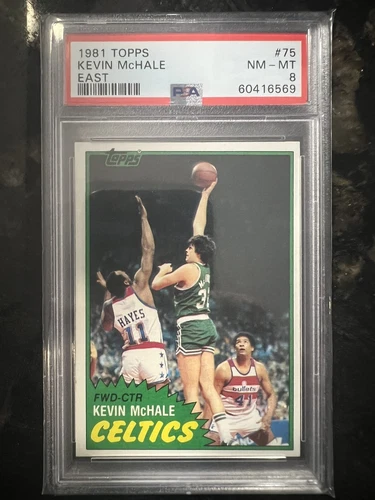 1981 TOPPS #75
KEVIN McHALE NM-MT
EAST 8
PSA 60416569
Topps
HAYES
11
bullets
41
FWD-CTR
KEVIN McHALE
CELTICS